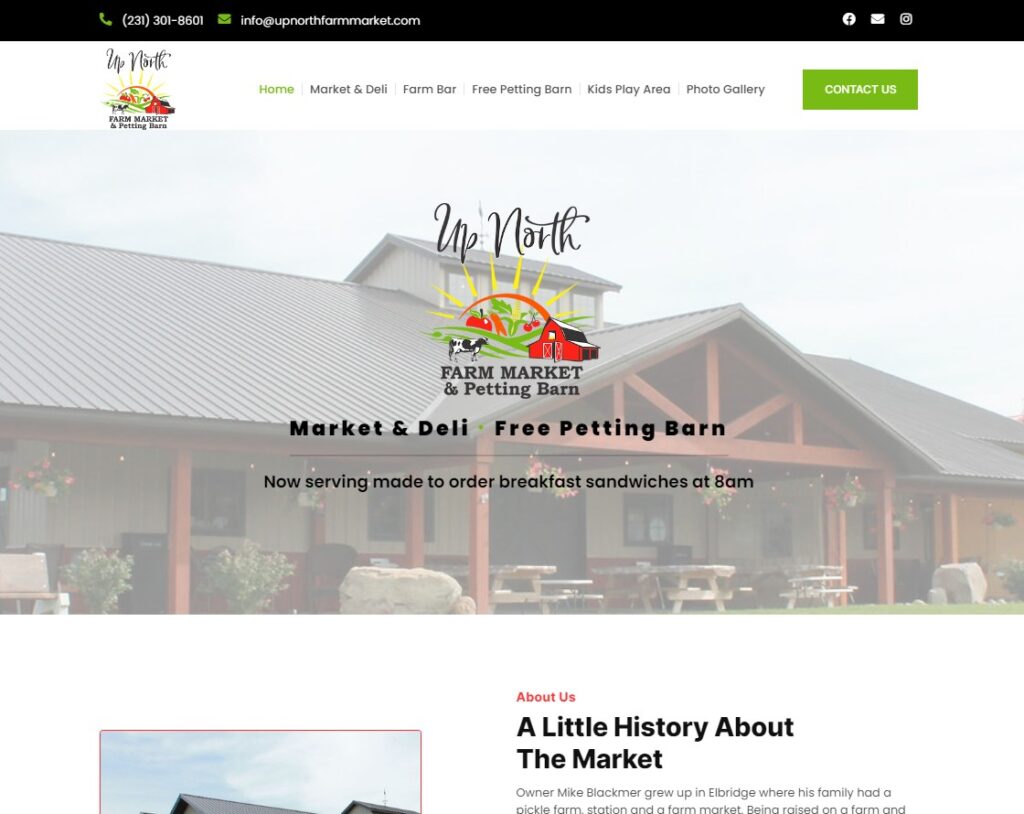 (231) 301-8601 info@upnorthfarmmarket.com
Up North
FARM MARKET
& Petting Barn
Home Market & Deli Farm Bar Free Petting Barn Kids Play Area Photo Gallery
CONTACT US
Up North
FARM MARKET
& Petting Barn
Market & Deli · Free Petting Barn
Now serving made to order breakfast sandwiches at 8am
About Us
A Little History About
The Market
Owner Mike Blackmer grew up in Elbridge where his family had a
pickle farm, station and a farm market. Being raised on a farm and